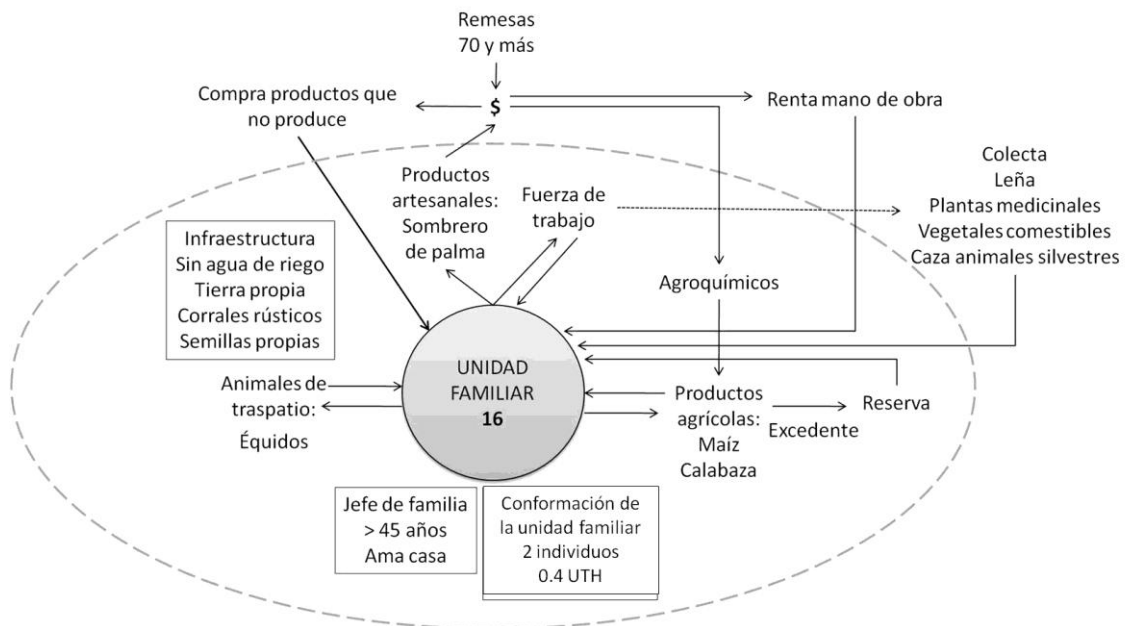 Remesas
70 y más
Compra productos que
no produce
$
Renta mano de obra
Colecta
Leña
Plantas medicinales
Vegetales comestibles
Caza animales silvestres
Productos
artesanales:
Sombrero
de palma
Fuerza de
trabajo
Infraestructura
Sin agua de riego
Tierra propia
Corrales rústicos
Semillas propias
Agroquímicos
UNIDAD
FAMILIAR
16
Animales de
traspatio:
Équidos
Productos
agrícolas:
Maíz
Calabaza
Excedente
Reserva
Jefe de familia
> 45 años
Ama casa
Conformación de
la unidad familiar
2 individuos
0.4 UTH